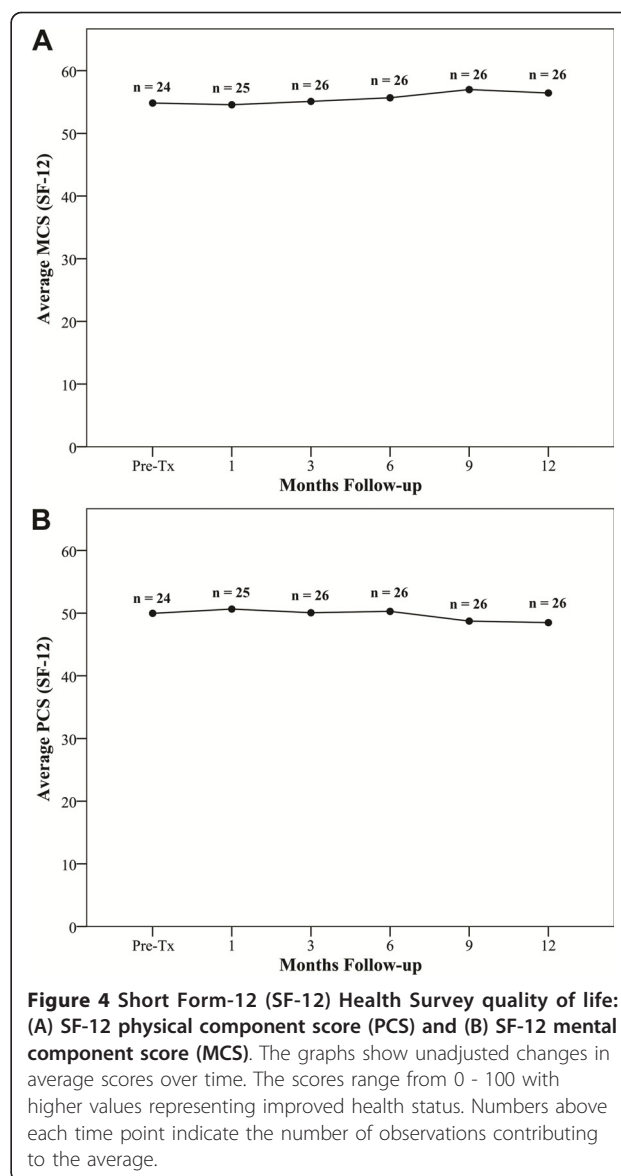 A
60
50
40
30
20
10
0
Average MCS (SF-12)
n = 24
n = 25
n = 26
n = 26
n = 26
n = 26
Pre-Tx
1
3
6
9
12
Months Follow-up
B
60
50
40
30
20
10
0
Average PCS (SF-12)
n = 24
n = 25
n = 26
n = 26
n = 26
n = 26
Pre-Tx
1
3
6
9
12
Months Follow-up
Figure 4 Short Form-12 (SF-12) Health Survey quality of life:
(A) SF-12 physical component score (PCS) and (B) SF-12 mental
component score (MCS). The graphs show unadjusted changes in
average scores over time. The scores range from 0 - 100 with
higher values representing improved health status. Numbers above
each time point indicate the number of observations contributing
to the average.